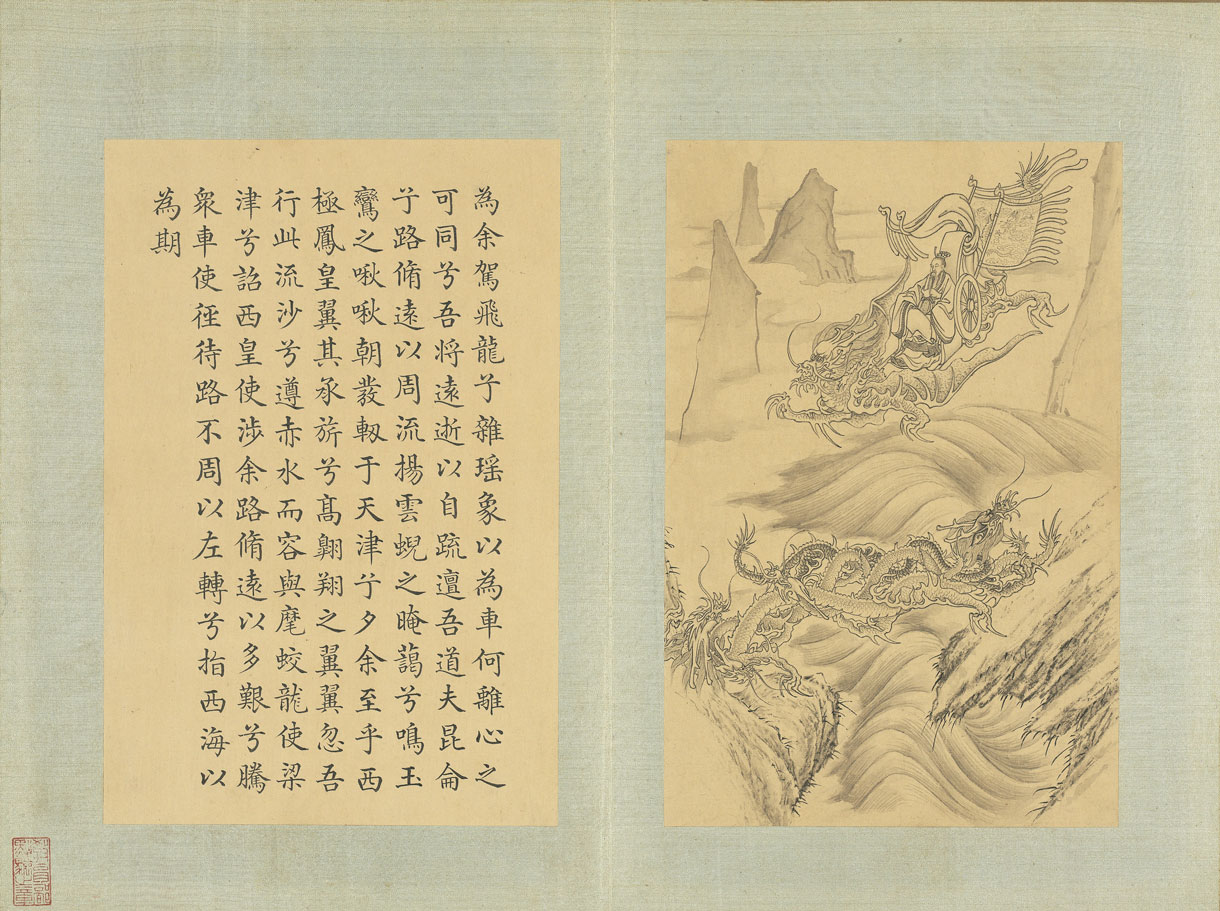 為余駕飛龍兮雜瑤象以為車何離心之
可同兮吾將遠逝以自疏邅吾道夫昆侖
兮路脩遠以周流揚雲蜺之晻藹兮鳴玉
鸞之啾啾朝發軔于天津兮夕余至乎西
極鳳皇翼其承旂兮高翺翔之翼翼忽吾
行此流沙兮遵赤水而容與麾蛟龍使梁
津兮詔西皇使涉余路脩遠以多艱兮騰
衆車使徑待路不周以左轉兮指西海以
為期